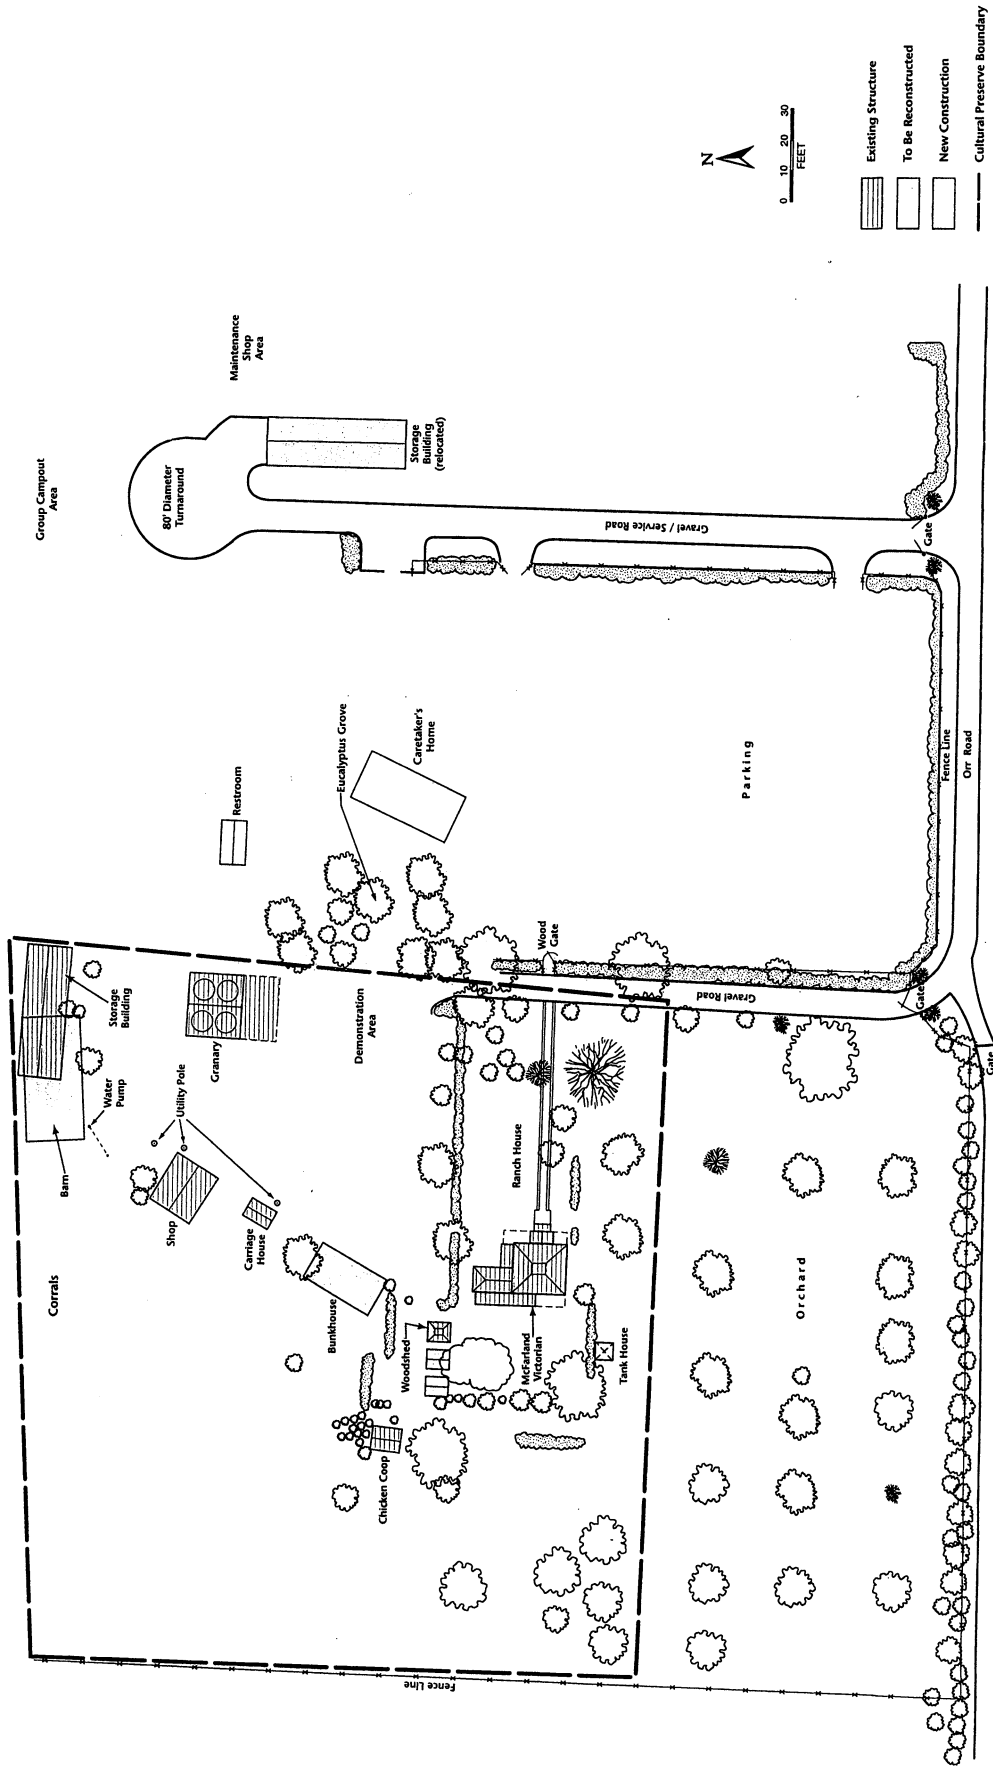 Group Campout
Area
Maintenance
Shop
Area
80' Diameter
Turnaround
Storage
Building
(relocated)
Gravel / Service Road
Gate
Restroom
Eucalyptus Grove
Caretaker's
Home
Parking
Fence Line
Orr Road
Wood
Gate
Gravel Road
Gate
Gate
Storage
Building
Water
Pump
Barn
Utility Pole
Granary
Demonstration
Area
Shop
Carriage
House
Corrals
Bunkhouse
Woodshed
Chicken Coop
Ranch House
McFarland
Victorian
Tank House
Orchard
Fence Line
N
0 10 20 30
FEET
Existing Structure
To Be Reconstructed
New Construction
Cultural Preserve Boundary